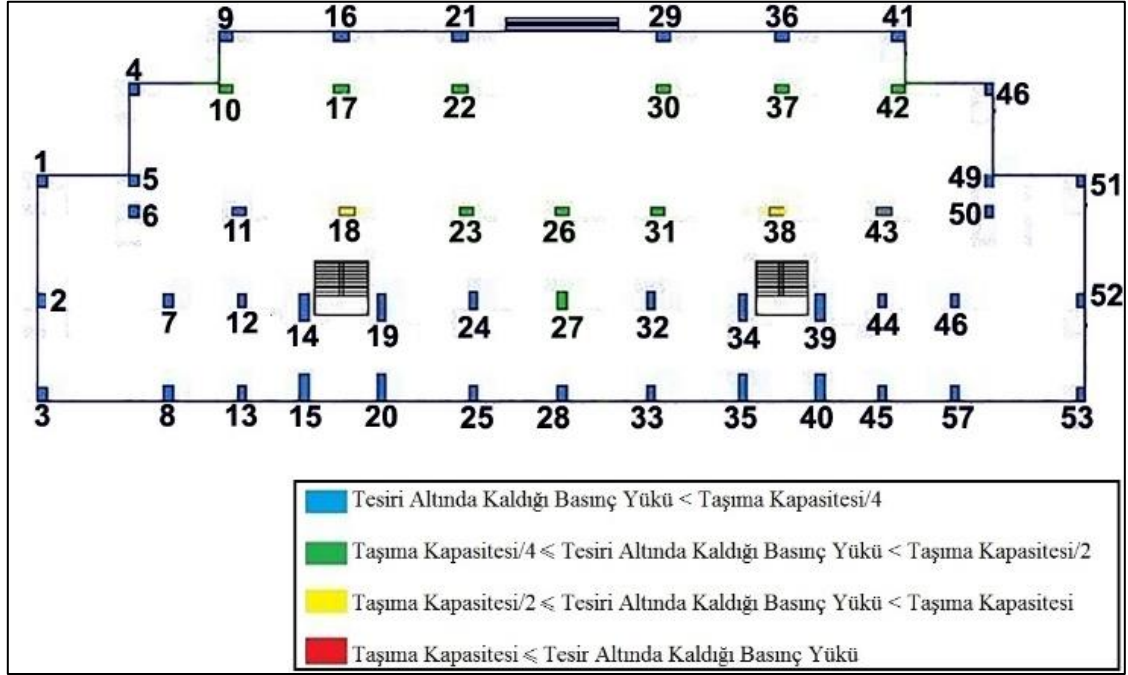 9 16 21 29 36 41
4 46
10 17 22 30 37 42
1 5 49 51
6 11 18 23 26 31 38 43 50
2 7 12 14 19 24 27 32 34 39 44 46 52
3 8 13 15 20 25 28 33 35 40 45 57 53
Tesiri Altında Kaldığı Basınç Yükü < Taşıma Kapasitesi/4
Taşıma Kapasitesi/4 ⩽ Tesiri Altında Kaldığı Basınç Yükü < Taşıma Kapasitesi/2
Taşıma Kapasitesi/2 ⩽ Tesiri Altında Kaldığı Basınç Yükü < Taşıma Kapasitesi
Taşıma Kapasitesi ⩽ Tesir Altında Kaldığı Basınç Yükü